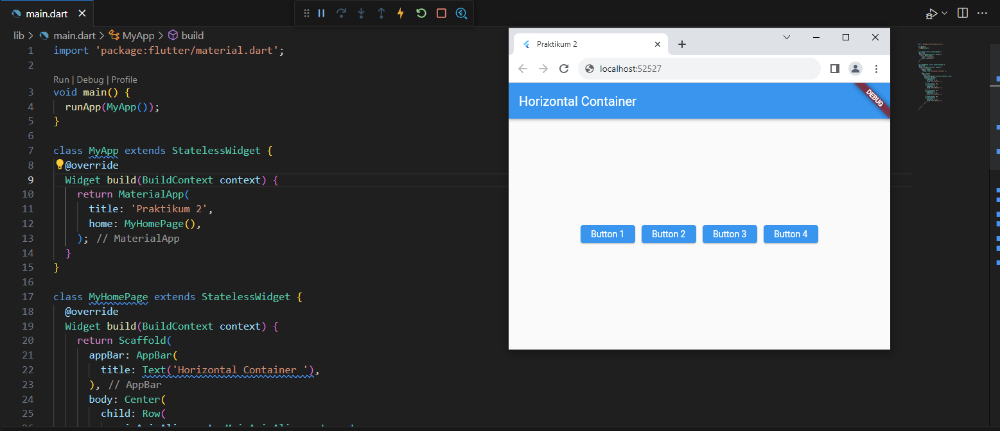 main.dart
lib > main.dart > MyApp > build
1 import 'package:flutter/material.dart';
2
Run | Debug | Profile
3 void main() {
4 runApp(MyApp());
5 }
6
7 class MyApp extends StatelessWidget {
8 @override
9 Widget build(BuildContext context) {
10 return MaterialApp(
11 title: 'Praktikum 2',
12 home: MyHomePage(),
13 ); // MaterialApp
14 }
15 }
16
17 class MyHomePage extends StatelessWidget {
18 @override
19 Widget build(BuildContext context) {
20 return Scaffold(
21 appBar: AppBar(
22 title: Text('Horizontal Container '),
23 ), // AppBar
24 body: Center(
25 child: Row(
Praktikum 2
localhost:52527
Horizontal Container
DEBUG
Button 1 Button 2 Button 3 Button 4